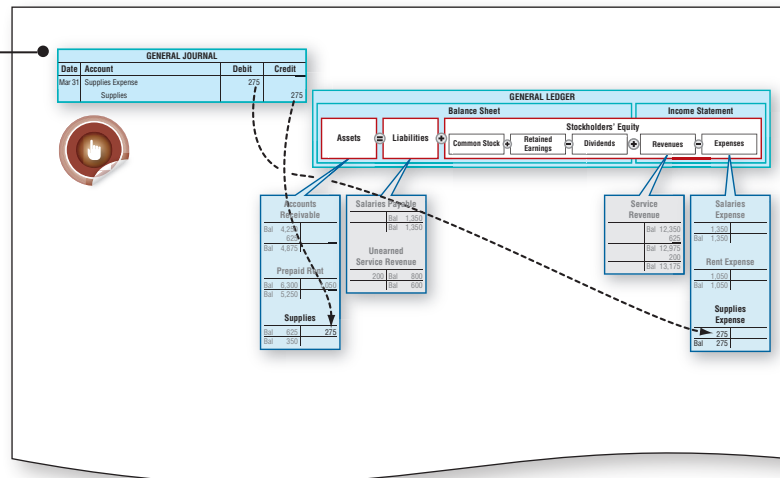 GENERAL JOURNAL
Date Account Debit Credit
Mar 31 Supplies Expense 275
Supplies 275
GENERAL LEDGER
Balance Sheet Income Statement
Stockholders' Equity
Assets = Liabilities + Common Stock + Retained Earnings − Dividends + Revenues − Expenses
Accounts
Receivable
Bal 4,250
625
Bal 4,875
Prepaid Rent
Bal 6,300 1,050
Bal 5,250
Supplies
Bal 625 275
Bal 350
Salaries Payable
Bal 1,350
Bal 1,350
Unearned
Service Revenue
200 Bal 800
Bal 600
Service
Revenue
Bal 12,350
625
Bal 12,975
200
Bal 13,175
Salaries
Expense
1,350
Bal 1,350
Rent Expense
1,050
Bal 1,050
Supplies
Expense
275
Bal 275